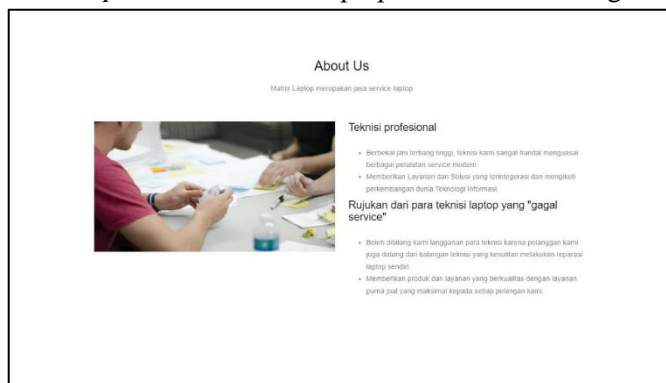 About Us
Matrix Laptop merupakan jasa service laptop
Teknisi profesional
Berbekal jam terbang tinggi, teknisi kami sangat handal menguasai
berbagai peralatan service modern
Memberikan Layanan dan Solusi yang terintegerasi dan mengikuti
perkembangan dunia Teknologi Informasi.
Rujukan dari para teknisi laptop yang "gagal
service"
Boleh dibilang kami langganan para teknisi karena pelanggan kami
juga datang dari kalangan teknisi yang kesulitan melakukan reparasi
laptop sendiri.
Memberikan produk dan layanan yang berkualitas dengan layanan
purna jual yang maksimal kepada setiap pelangan kami.